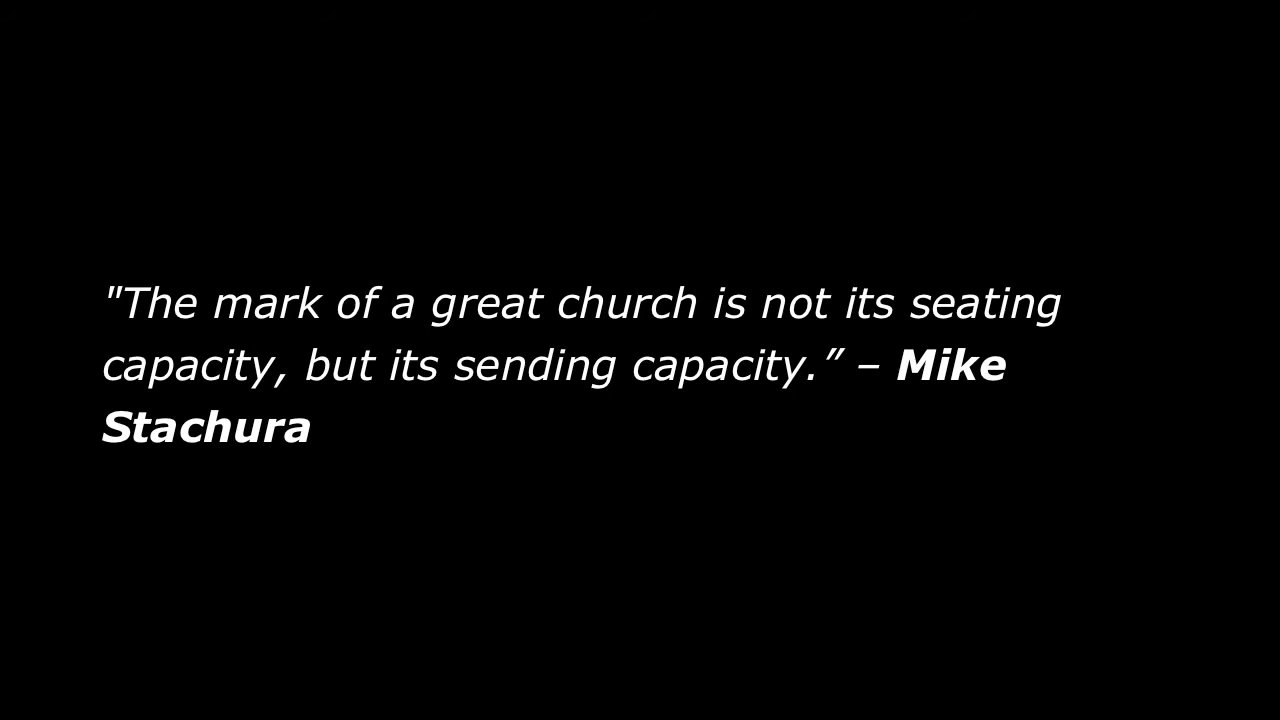 "The mark of a great church is not its seating
capacity, but its sending capacity.” – Mike
Stachura